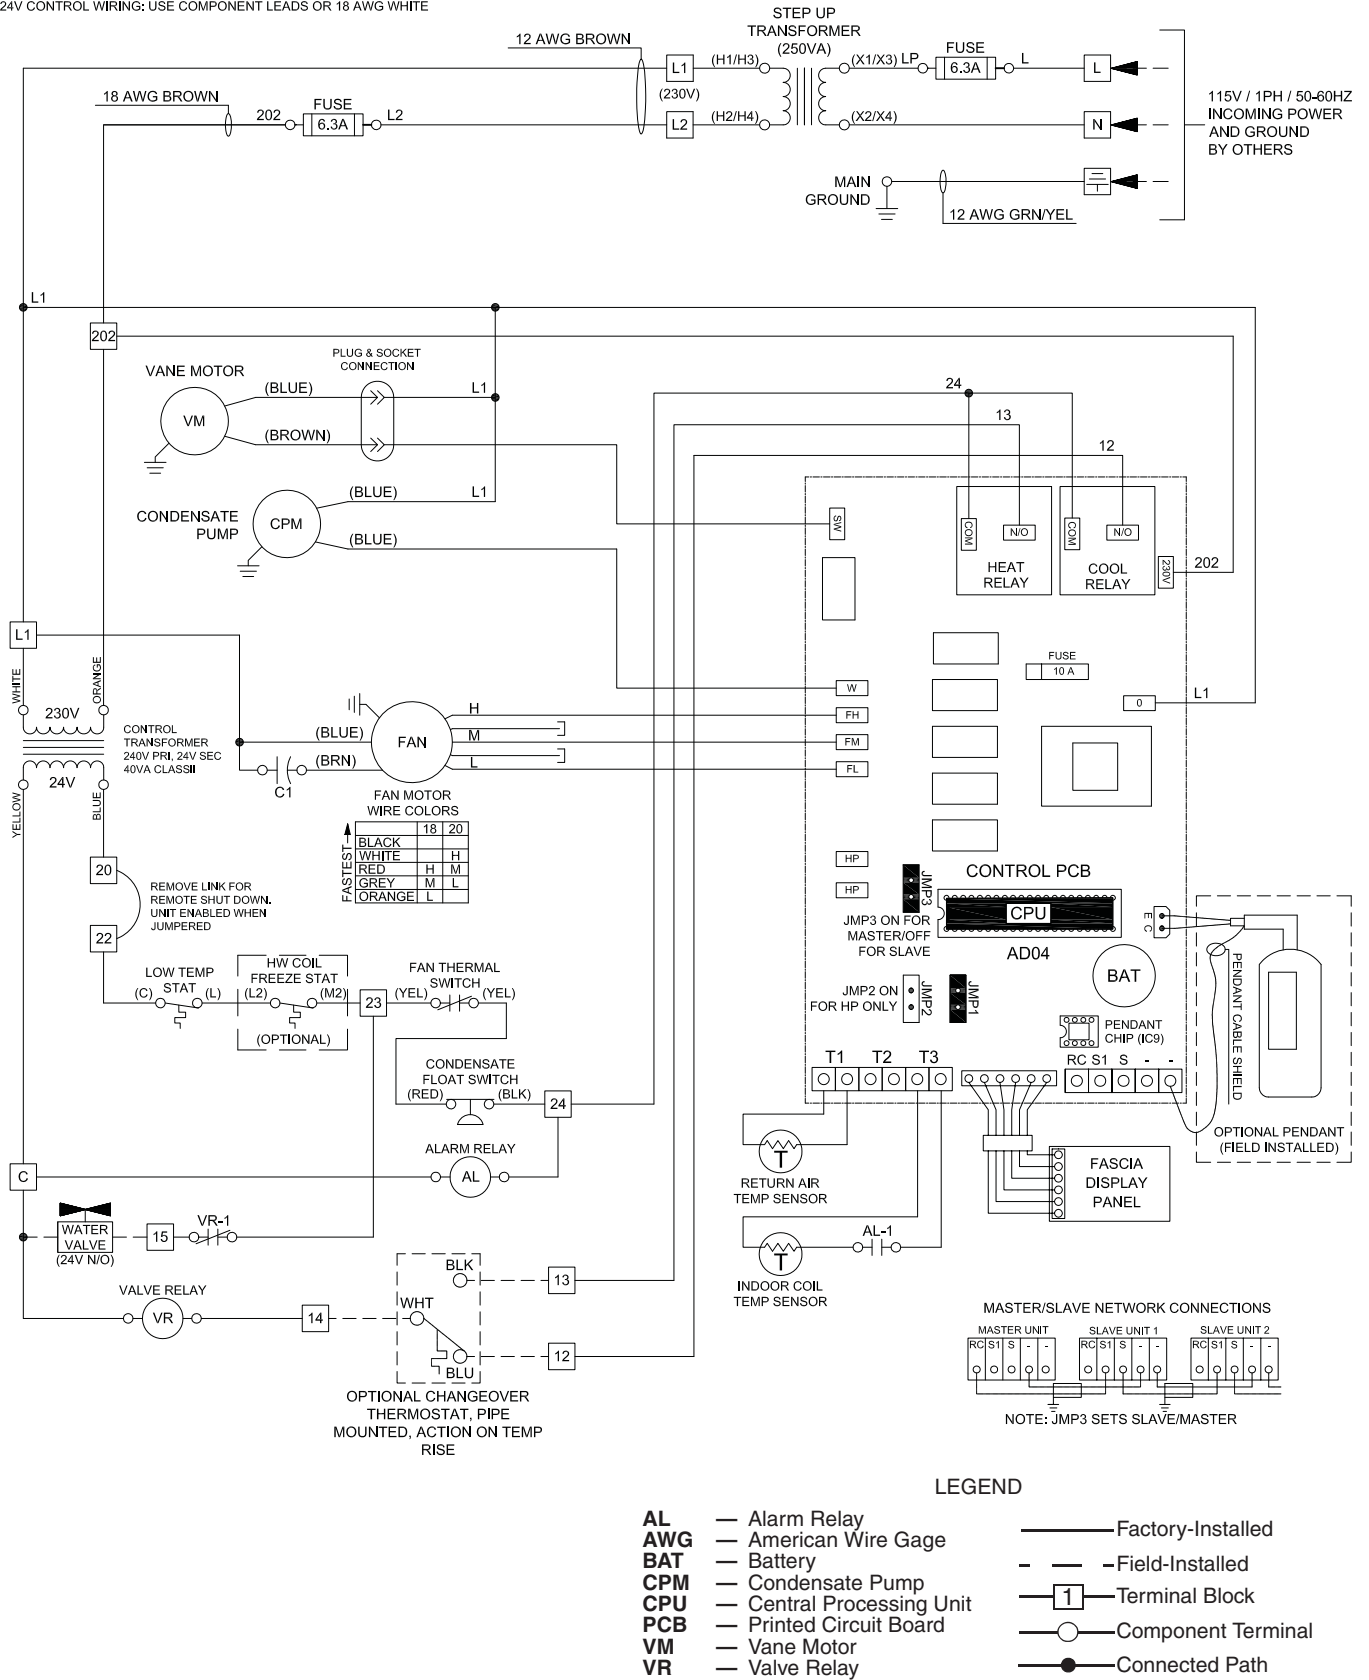 24V CONTROL WIRING: USE COMPONENT LEADS OR 18 AWG WHITE
STEP UP
TRANSFORMER
(250VA)
12 AWG BROWN
L1
(230V)
(H1/H3)
(X1/X3)
LP
FUSE
6.3A
L
L
18 AWG BROWN
202
FUSE
6.3A
L2
L2
(H2/H4)
(X2/X4)
N
115V / 1PH / 50-60HZ
INCOMING POWER
AND GROUND
BY OTHERS
MAIN
GROUND
12 AWG GRN/YEL
L1
202
VANE MOTOR
VM
(BLUE)
(BROWN)
PLUG & SOCKET
CONNECTION
L1
24
13
12
CONDENSATE
PUMP
CPM
(BLUE)
(BLUE)
L1
SW
COM
N/O
HEAT
RELAY
COM
N/O
COOL
RELAY
230V
202
L1
WHITE
ORANGE
230V
24V
YELLOW
BLUE
CONTROL
TRANSFORMER
240V PRI, 24V SEC
40VA CLASSII
(BLUE)
(BRN)
C1
FAN
H
M
L
W
FH
FM
FL
FUSE
10 A
0
L1
FAN MOTOR
WIRE COLORS
FASTEST
18 20
BLACK
WHITE H
RED H M
GREY M L
ORANGE L
HP
HP
JMP3
CONTROL PCB
CPU
AD04
JMP3 ON FOR
MASTER/OFF
FOR SLAVE
JMP2 ON
FOR HP ONLY
JMP2
JMP1
BAT
E
C
PENDANT
CHIP (IC9)
PENDANT CABLE SHIELD
OPTIONAL PENDANT
(FIELD INSTALLED)
T1 T2 T3
RC S1 S - -
20
22
REMOVE LINK FOR
REMOTE SHUT DOWN.
UNIT ENABLED WHEN
JUMPERED
LOW TEMP
STAT
(C)
(L)
HW COIL
FREEZE STAT
(L2)
(M2)
(OPTIONAL)
23
FAN THERMAL
SWITCH
(YEL)
(YEL)
CONDENSATE
FLOAT SWITCH
(RED)
(BLK)
24
ALARM RELAY
AL
C
T
RETURN AIR
TEMP SENSOR
FASCIA
DISPLAY
PANEL
WATER
VALVE
(24V N/O)
15
VR-1
AL-1
T
INDOOR COIL
TEMP SENSOR
VALVE RELAY
VR
14
WHT
BLK
BLU
13
12
OPTIONAL CHANGEOVER
THERMOSTAT, PIPE
MOUNTED, ACTION ON TEMP
RISE
MASTER/SLAVE NETWORK CONNECTIONS
MASTER UNIT
RC S1 S - -
SLAVE UNIT 1
RC S1 S - -
SLAVE UNIT 2
RC S1 S - -
NOTE: JMP3 SETS SLAVE/MASTER
LEGEND
AL — Alarm Relay
AWG — American Wire Gage
BAT — Battery
CPM — Condensate Pump
CPU — Central Processing Unit
PCB — Printed Circuit Board
VM — Vane Motor
VR — Valve Relay
Factory-Installed
Field-Installed
1 Terminal Block
Component Terminal
Connected Path